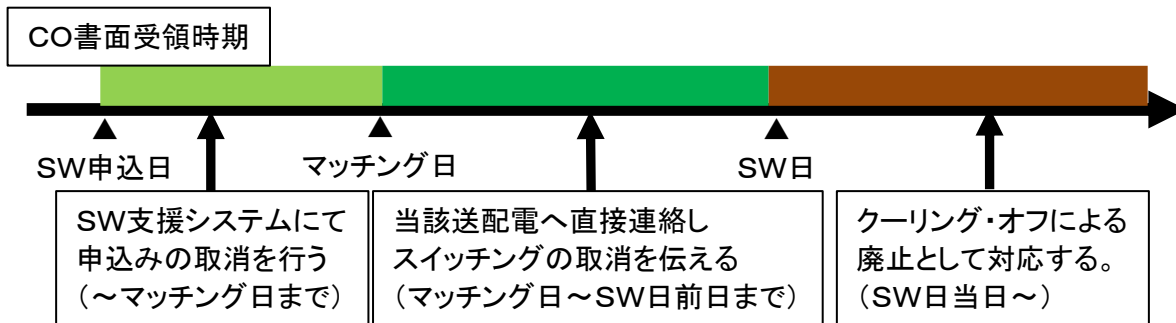 CO書面受領時期
SW申込日
マッチング日
SW日
SW支援システムにて
申込みの取消を行う
（～マッチング日まで）
当該送配電へ直接連絡し
スイッチングの取消を伝える
（マッチング日～SW日前日まで）
クーリング・オフによる
廃止として対応する。
（SW日当日～）